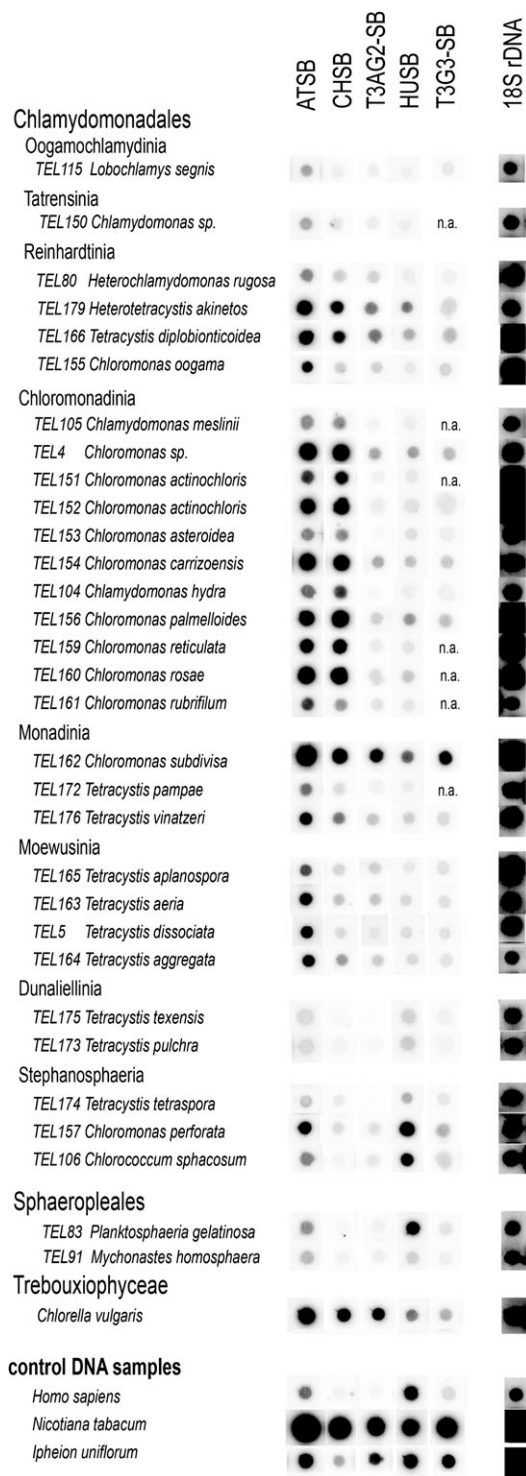 ATSB CHSB T3AG2-SB HUSB T3G3-SB 18S rDNA
Chlamydomonadales
Oogamochlamydinia
TEL115 Lobochlamys segnis
Tatrensinia
TEL150 Chlamydomonas sp. n.a.
Reinhardtinia
TEL80 Heterochlamydomonas rugosa
TEL179 Heterotetracystis akinetos
TEL166 Tetracystis diplobionticoidea
TEL155 Chloromonas oogama
Chloromonadinia
TEL105 Chlamydomonas meslinii n.a.
TEL4 Chloromonas sp.
TEL151 Chloromonas actinochloris n.a.
TEL152 Chloromonas actinochloris
TEL153 Chloromonas asteroidea
TEL154 Chloromonas carrizoensis
TEL104 Chlamydomonas hydra
TEL156 Chloromonas palmelloides
TEL159 Chloromonas reticulata n.a.
TEL160 Chloromonas rosae n.a.
TEL161 Chloromonas rubrifilum n.a.
Monadinia
TEL162 Chloromonas subdivisa
TEL172 Tetracystis pampae n.a.
TEL176 Tetracystis vinatzeri
Moewusinia
TEL165 Tetracystis aplanospora
TEL163 Tetracystis aeria
TEL5 Tetracystis dissociata
TEL164 Tetracystis aggregata
Dunaliellinia
TEL175 Tetracystis texensis
TEL173 Tetracystis pulchra
Stephanosphaeria
TEL174 Tetracystis tetraspora
TEL157 Chloromonas perforata
TEL106 Chlorococcum sphacosum
Sphaeropleales
TEL83 Planktosphaeria gelatinosa
TEL91 Mychonastes homosphaera
Trebouxiophyceae
Chlorella vulgaris
control DNA samples
Homo sapiens
Nicotiana tabacum
Ipheion uniflorum